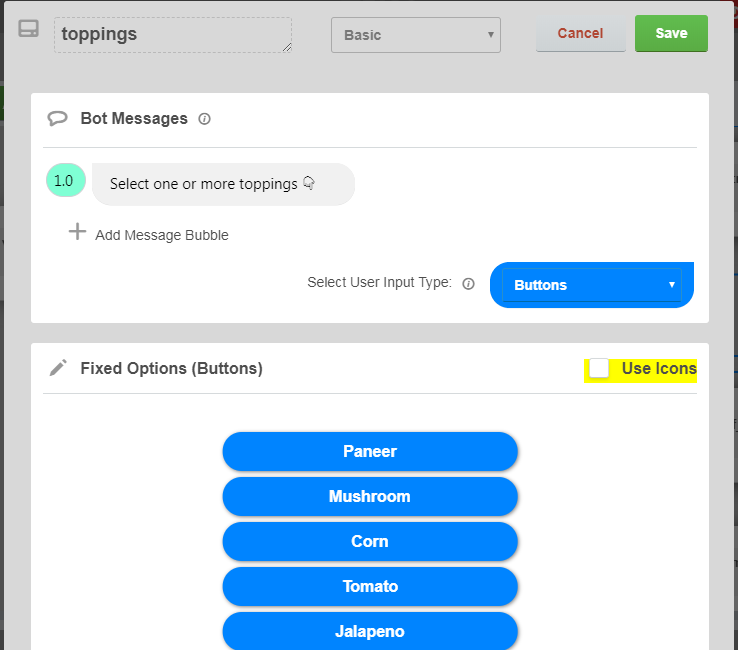 toppings
Basic
Cancel
Save
Bot Messages
1.0
Select one or more toppings 👇
Add Message Bubble
Select User Input Type:
Buttons
Fixed Options (Buttons)
Use Icons
Paneer
Mushroom
Corn
Tomato
Jalapeno